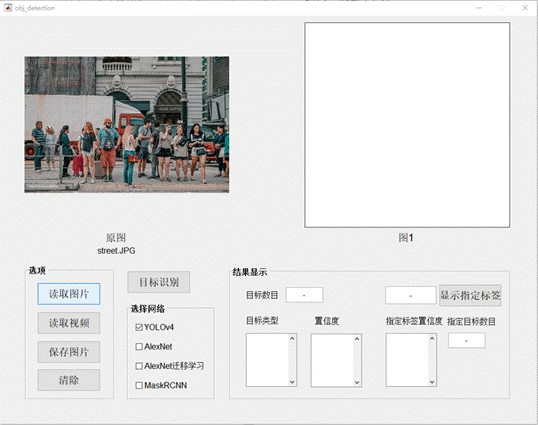 obj_detection
原图
street.JPG
图1
选项
读取图片
读取视频
保存图片
清除
目标识别
选择网络
YOLOv4
AlexNet
AlexNet迁移学习
MaskRCNN
结果显示
目标数目
-
-
显示指定标签
目标类型
置信度
指定标签置信度
指定目标数目
-